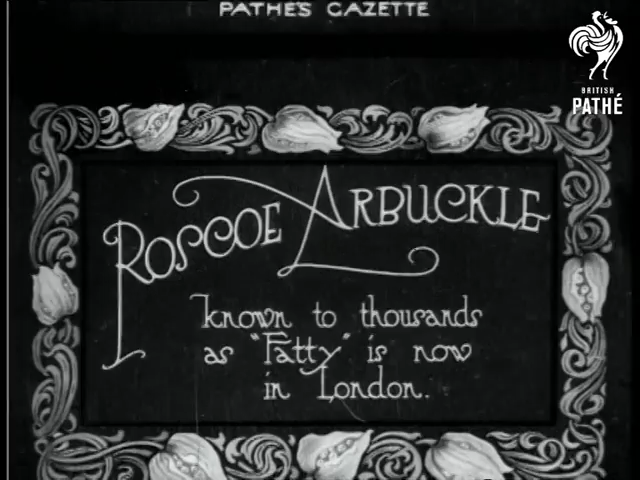 PATHE'S GAZETTE
BRITISH
PATHÉ
ROSCOE ARBUCKLE
known to thousands
as "Fatty" is now
in London.